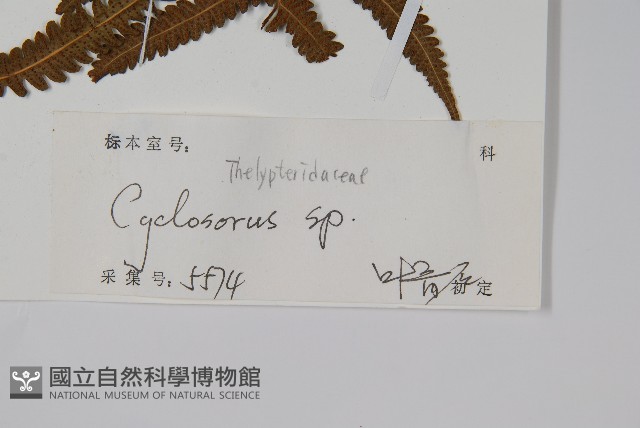 标本室号:
科
Thelypteridaceae
Cyclosorus sp.
采集号: 5574
初定
國立自然科學博物館
NATIONAL MUSEUM OF NATURAL SCIENCE